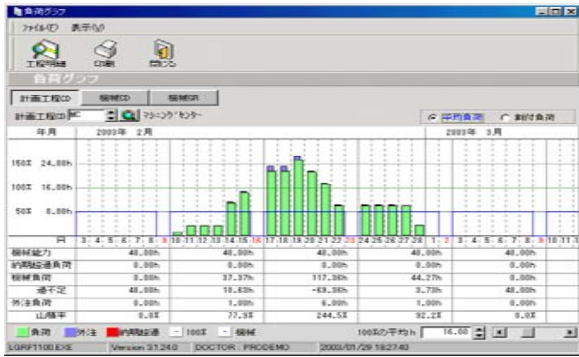 負荷グラフ
ファイル(F) 表示(V)
工程明細 印刷 閉じる
負荷グラフ
計画工程CD 機械CD 機械GR
計画工程CD MC マシニングセンター 平均負荷 割付負荷
年月 2003年 2月 2003年 3月
150% 24.00h
100% 16.00h
50% 8.00h
日 3 4 5 6 7 8 9 10 11 12 13 14 15 16 17 18 19 20 21 22 23 24 25 26 27 28 1 2 3 4 5 6 7 8 9 10 11
機械能力 48.00h 48.00h 48.00h 48.00h 48.00h
納期超過負荷 0.00h 0.00h 0.00h 0.00h 0.00h
機械負荷 0.00h 37.37h 117.36h 44.27h 0.00h
過不足 48.00h 10.63h -69.36h 3.73h 48.00h
外注負荷 0.00h 1.00h 6.00h 1.00h 0.00h
山積率 0.0% 77.9% 244.5% 92.2% 0.0%
負荷 外注 納期超過 - 100% - 機械 100%の平均h 16.00
LGRF1100.EXE Version 3.1.24.0 DOCTOR : PRODEMO 2003/01/29 18:27:40